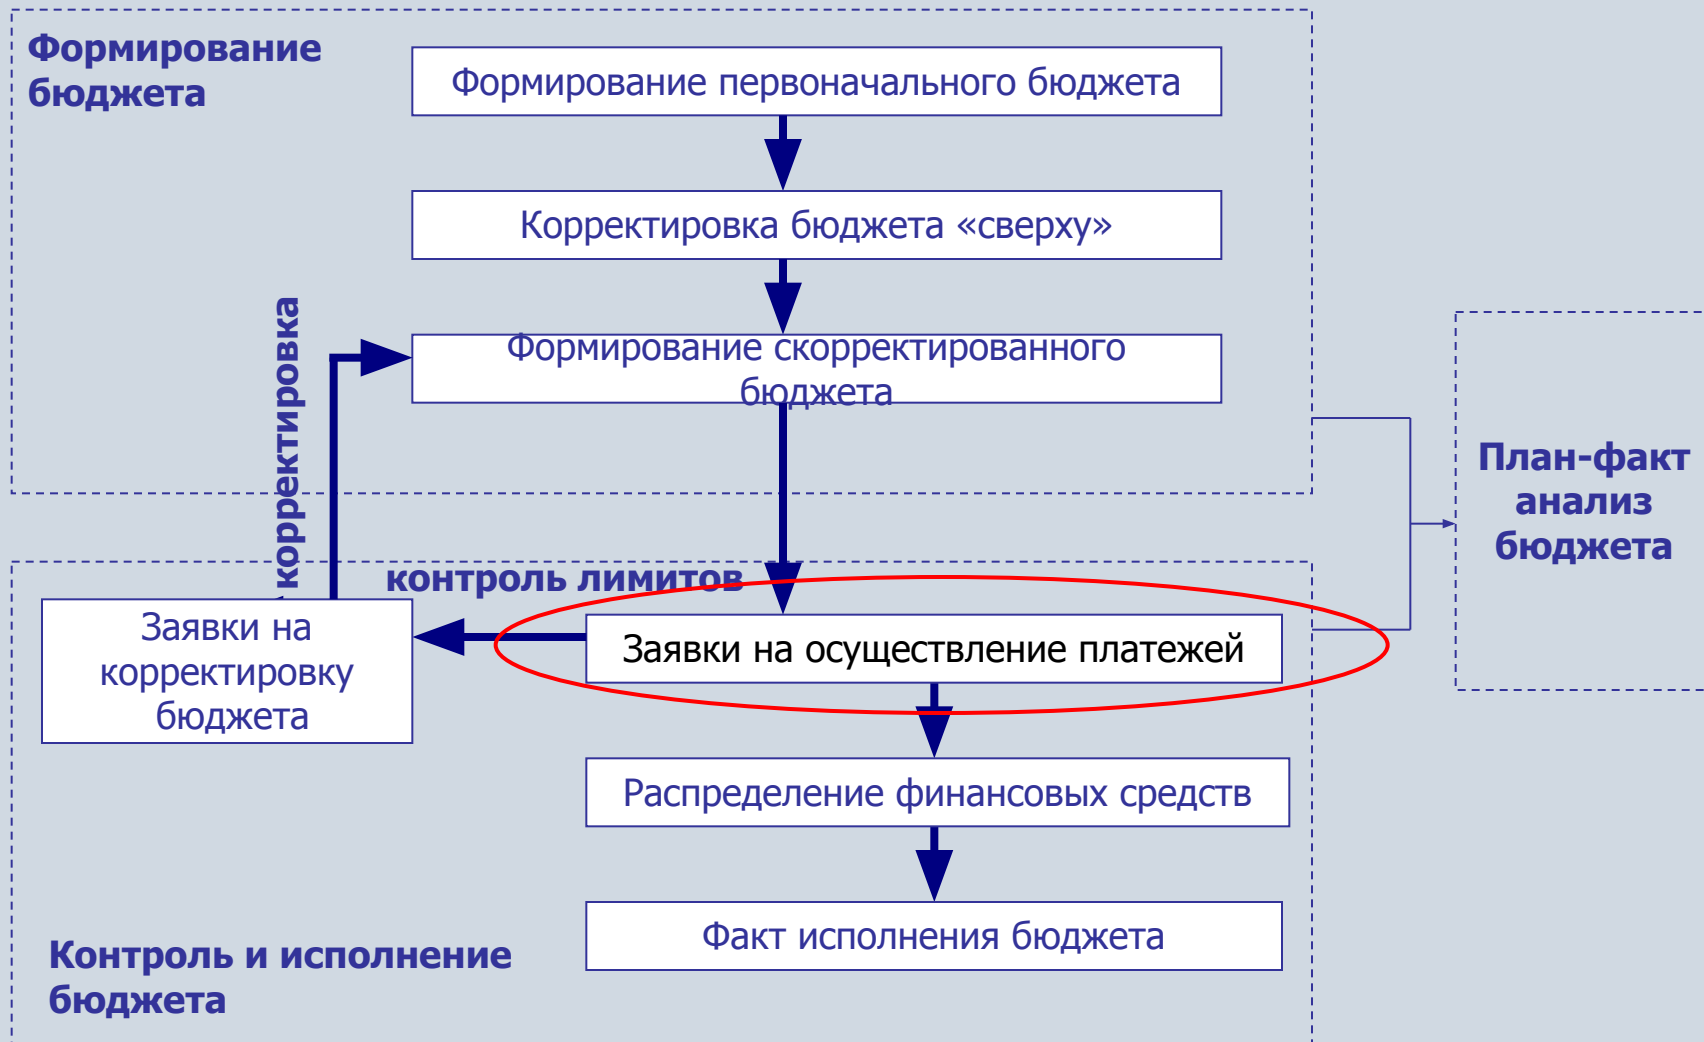 Формирование
бюджета
Формирование первоначального бюджета
Корректировка бюджета «сверху»
Формирование скорректированного
бюджета
корректировка
План-факт
анализ
бюджета
контроль лимитов
Заявки на
корректировку
бюджета
Заявки на осуществление платежей
Распределение финансовых средств
Факт исполнения бюджета
Контроль и исполнение
бюджета